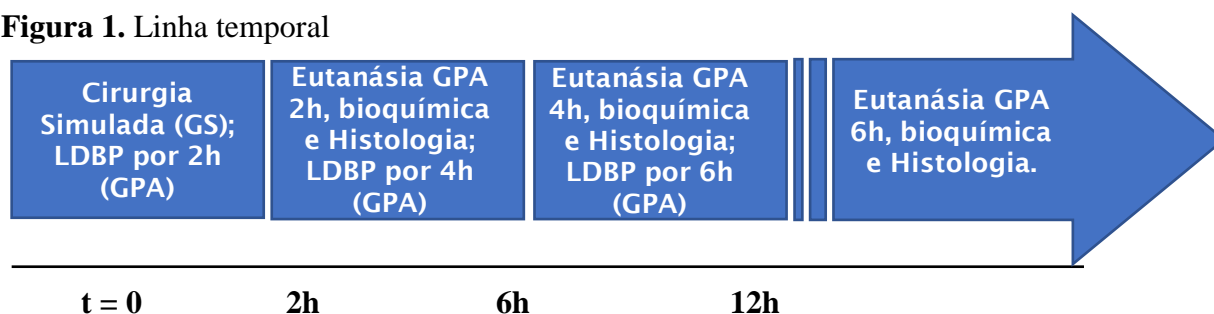 Figura 1. Linha temporal
Cirurgia
Simulada (GS);
LDBP por 2h
(GPA)
Eutanásia GPA
2h, bioquímica
e Histologia;
LDBP por 4h
(GPA)
Eutanásia GPA
4h, bioquímica
e Histologia;
LDBP por 6h
(GPA)
Eutanásia GPA
6h, bioquímica
e Histologia.
t = 0 2h 6h 12h